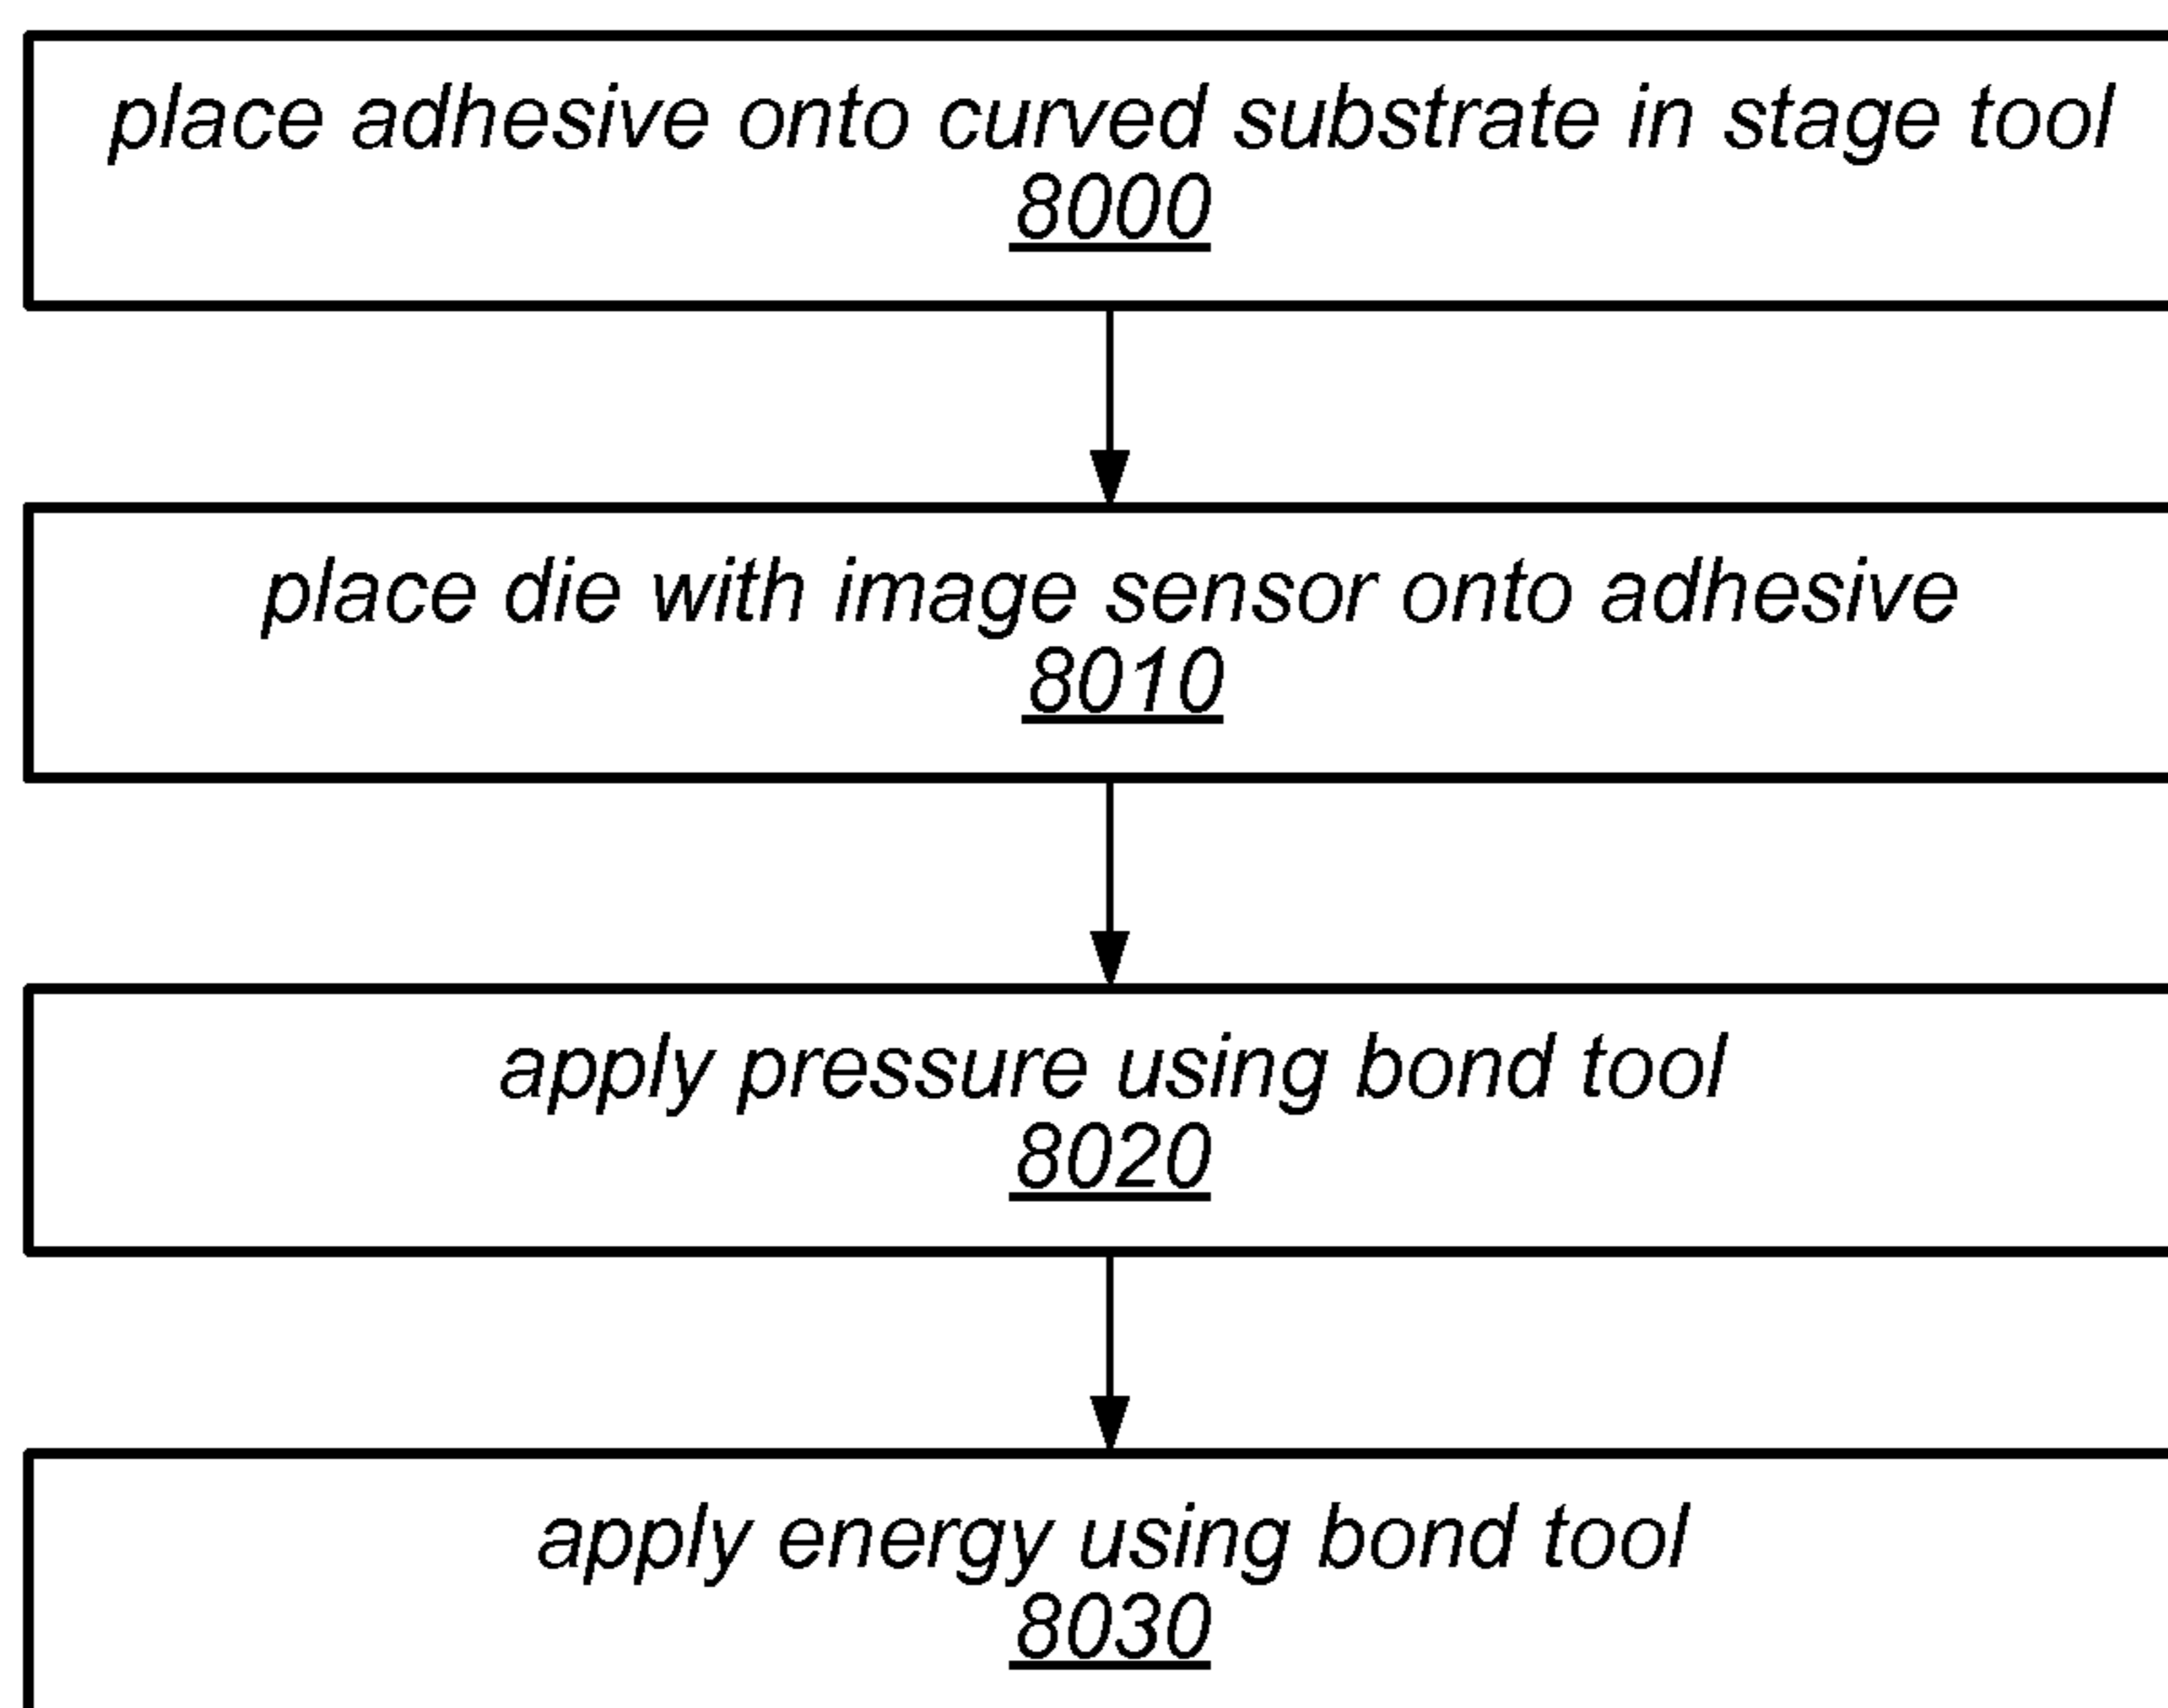 place adhesive onto curved substrate in stage tool
8000
place die with image sensor onto adhesive
8010
apply pressure using bond tool
8020
apply energy using bond tool
8030